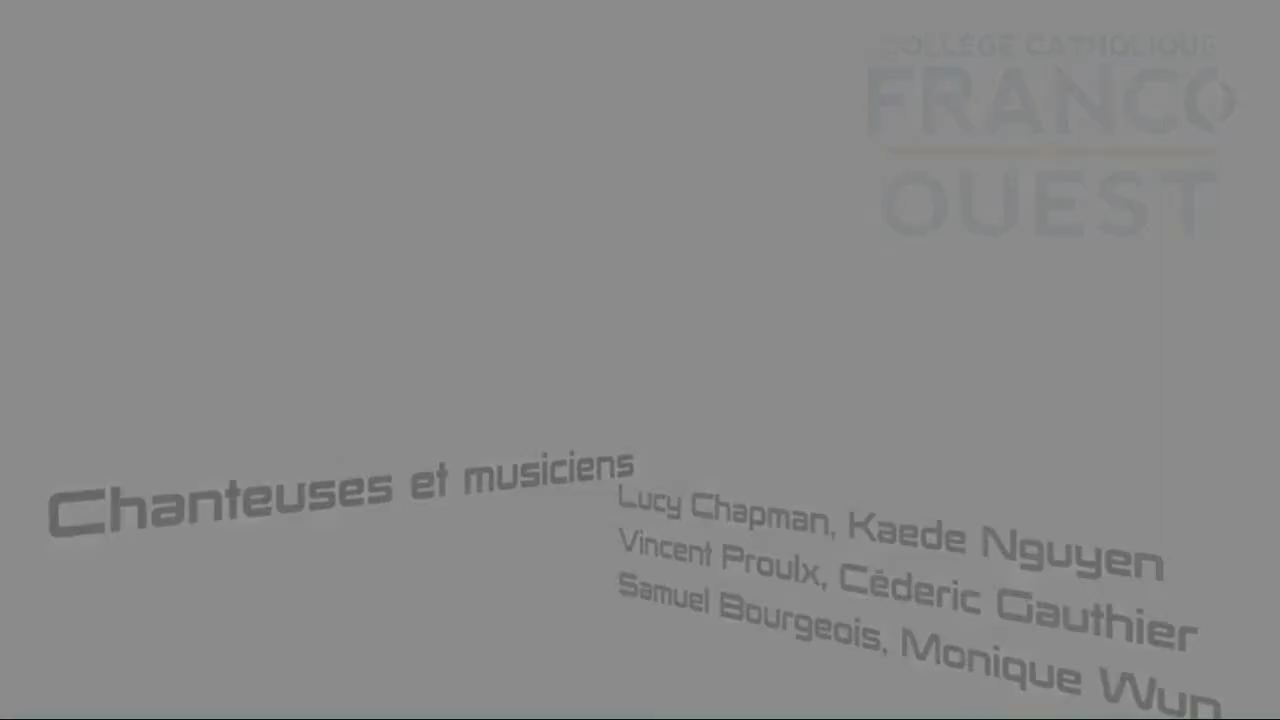 COLLÈGE CATHOLIQUE
FRANCO
OUEST
Chanteuses et musiciens
Lucy Chapman, Kaede Nguyen
Vincent Proulx, Céderic Gauthier
Samuel Bourgeois, Monique Wun